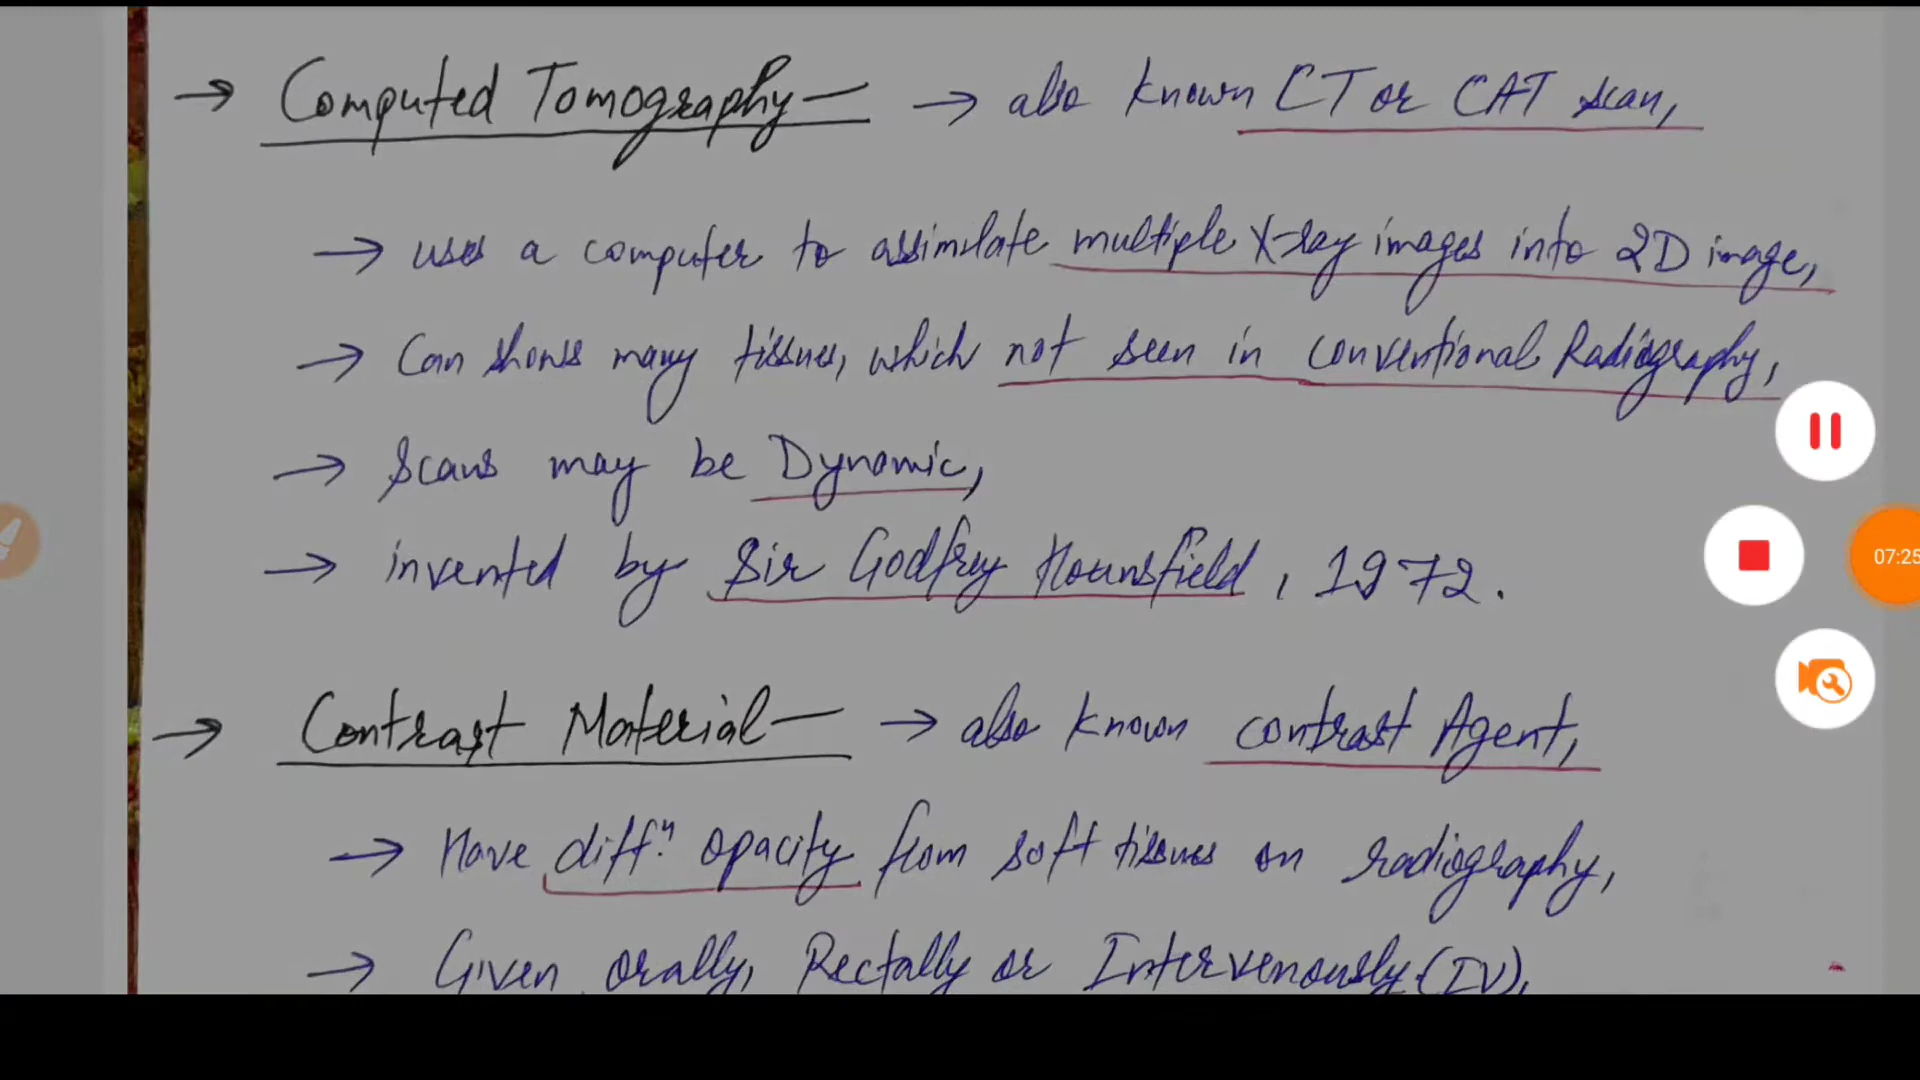 → Computed Tomography — → also known CT or CAT scan,
→ uses a computer to assimilate multiple X-ray images into 2D image,
→ Can shows many tissues, which not seen in conventional Radiography,
→ Scans may be Dynamic,
→ invented by Sir Godfrey Hounsfield, 1972.
07:25
→ Contrast Material — → also known contrast Agent,
→ Have diff.n opacity from soft tissues on radiography,
→ Given orally, Rectally or Intervenously (IV),